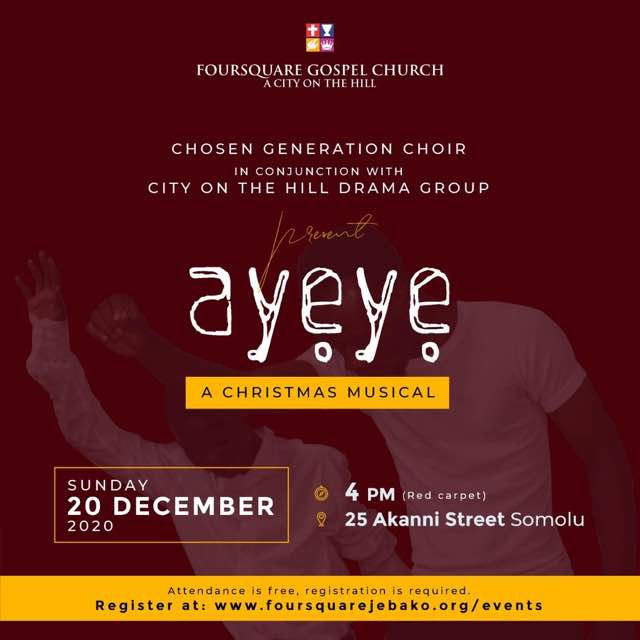 FOURSQUARE GOSPEL CHURCH
A CITY ON THE HILL
CHOSEN GENERATION CHOIR
IN CONJUNCTION WITH
CITY ON THE HILL DRAMA GROUP
present
ayẹyẹ
A CHRISTMAS MUSICAL
SUNDAY
20 DECEMBER
2020
4 PM (Red carpet)
25 Akanni Street Somolu
Attendance is free, registration is required.
Register at: www.foursquarejebako.org/events